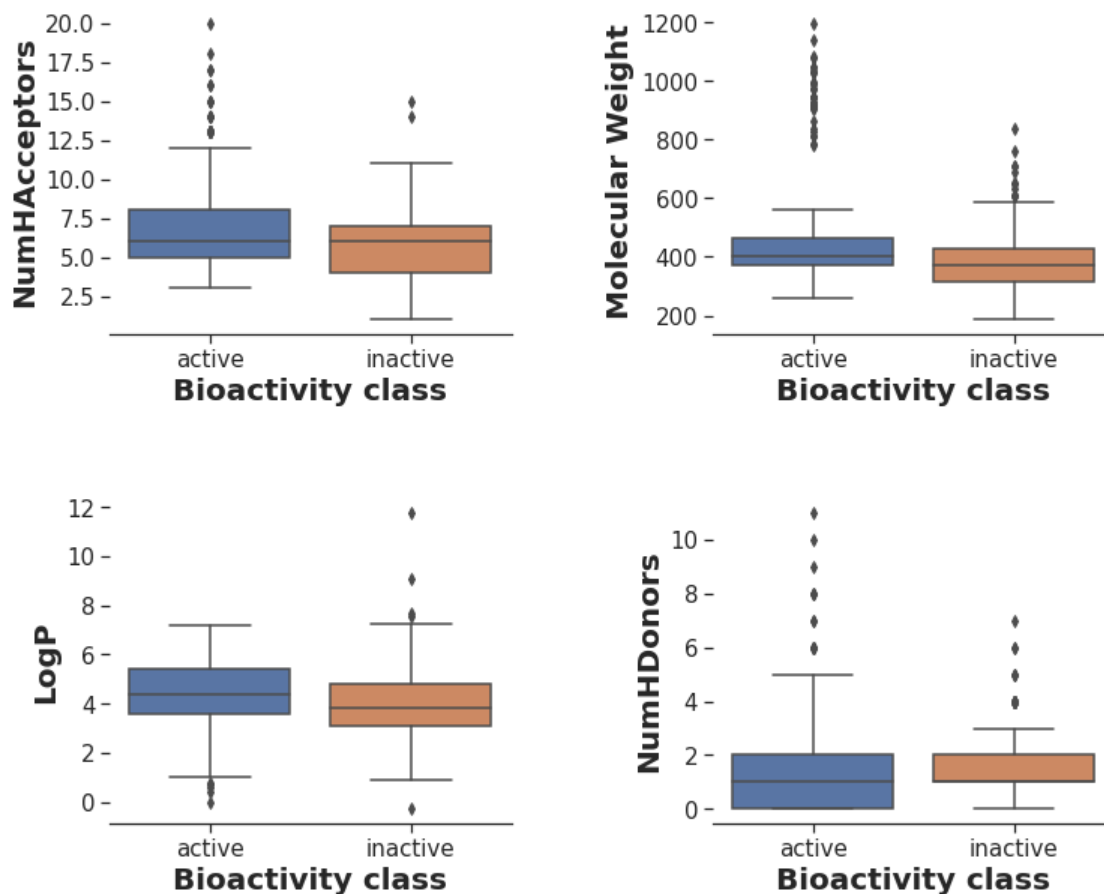 NumHAcceptors
20.0
17.5
15.0
12.5
10.0
7.5
5.0
2.5
active inactive
Bioactivity class
Molecular Weight
1200
1000
800
600
400
200
active inactive
Bioactivity class
LogP
12
10
8
6
4
2
0
active inactive
Bioactivity class
NumHDonors
10
8
6
4
2
0
active inactive
Bioactivity class